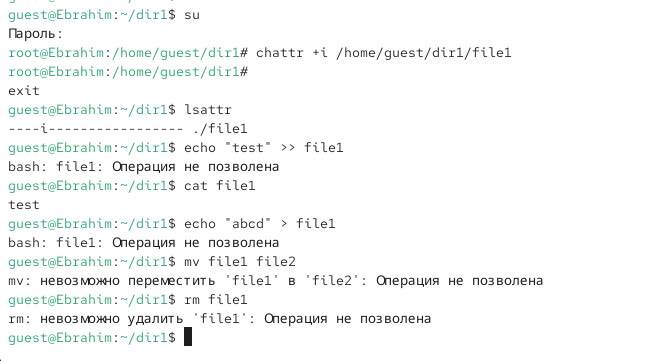 guest@Ebrahim:~/dir1$ su
Пароль:
root@Ebrahim:/home/guest/dir1# chattr +i /home/guest/dir1/file1
root@Ebrahim:/home/guest/dir1#
exit
guest@Ebrahim:~/dir1$ lsattr
----i----------------- ./file1
guest@Ebrahim:~/dir1$ echo "test" >> file1
bash: file1: Операция не позволена
guest@Ebrahim:~/dir1$ cat file1
test
guest@Ebrahim:~/dir1$ echo "abcd" > file1
bash: file1: Операция не позволена
guest@Ebrahim:~/dir1$ mv file1 file2
mv: невозможно переместить 'file1' в 'file2': Операция не позволена
guest@Ebrahim:~/dir1$ rm file1
rm: невозможно удалить 'file1': Операция не позволена
guest@Ebrahim:~/dir1$